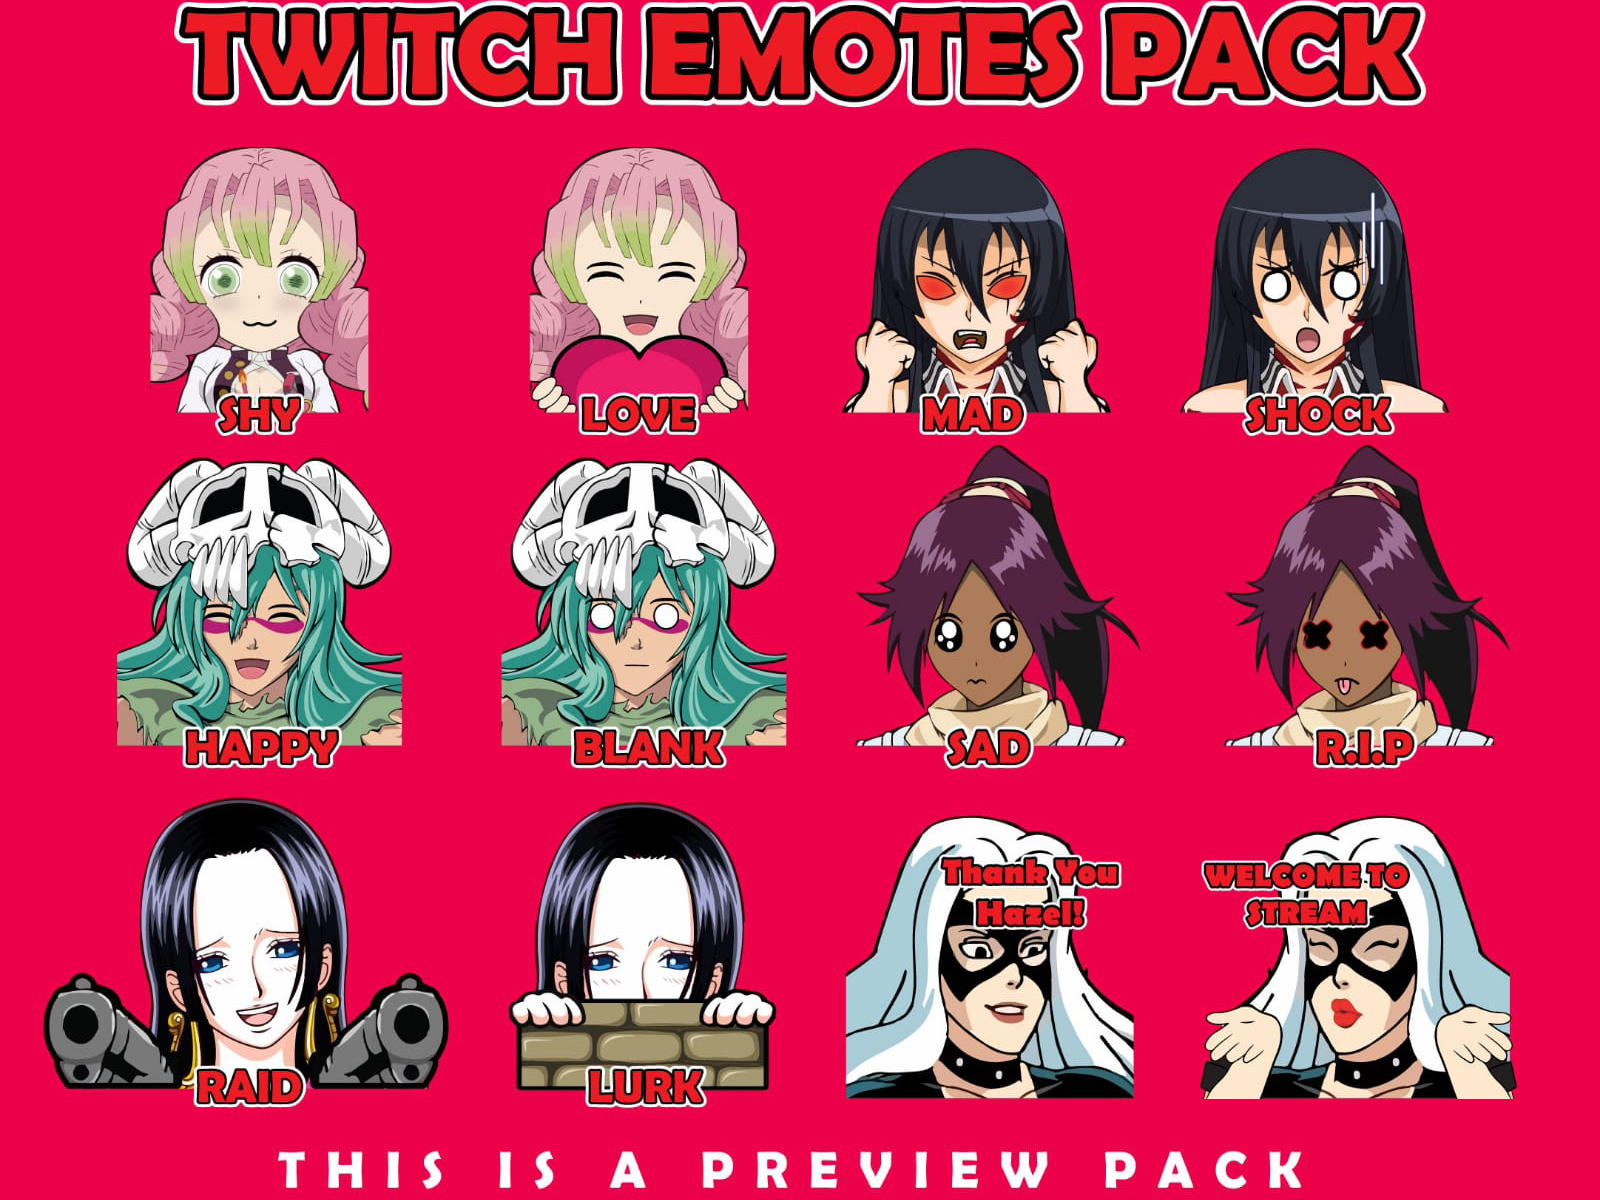 TWITCH EMOTES PACK
SHY
LOVE
MAD
SHOCK
HAPPY
BLANK
SAD
R.I.P
RAID
LURK
Thank You
Hazel!
WELCOME TO
STREAM
THIS IS A PREVIEW PACK